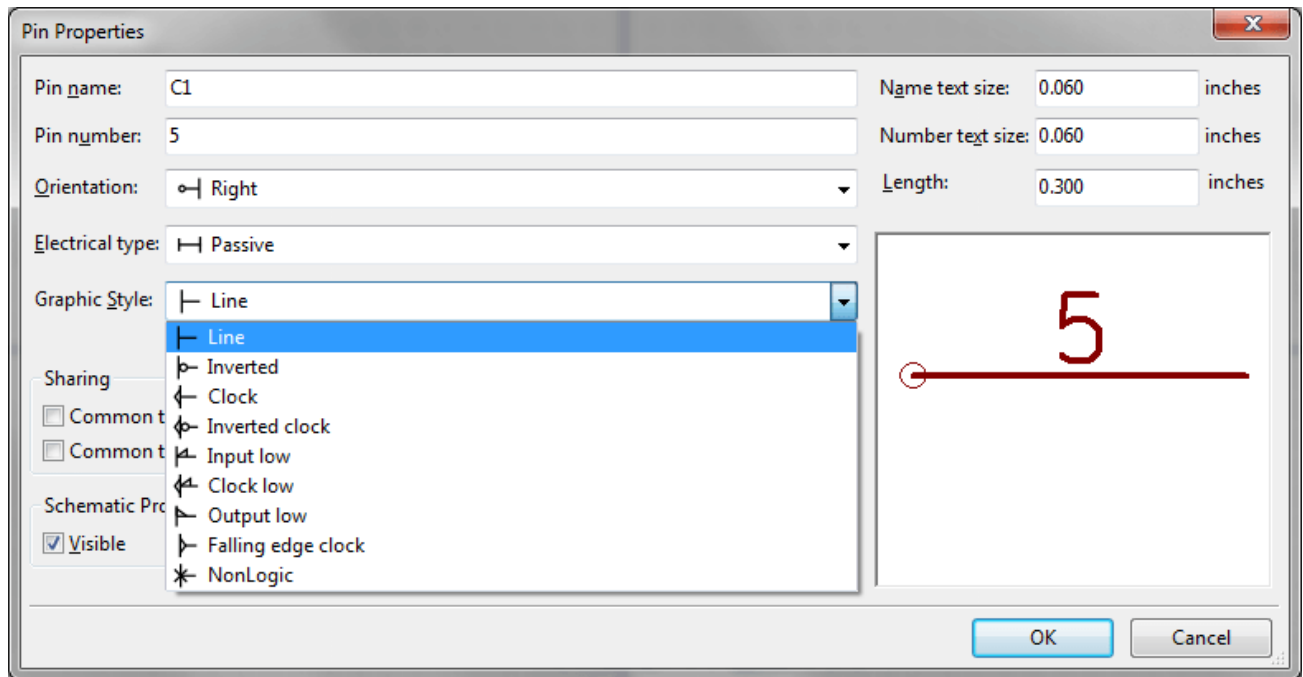 Pin Properties
Pin name: C1
Name text size: 0.060 inches
Pin number: 5
Number text size: 0.060 inches
Orientation: Right
Length: 0.300 inches
Electrical type: Passive
Graphic Style: Line
5
Line
Inverted
Clock
Inverted clock
Input low
Clock low
Output low
Falling edge clock
NonLogic
Sharing
Common t
Common t
Schematic Pro
Visible
OK
Cancel